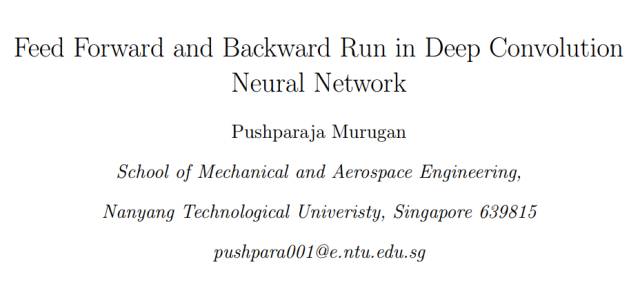 Feed Forward and Backward Run in Deep Convolution
Neural Network
Pushparaja Murugan
School of Mechanical and Aerospace Engineering,
Nanyang Technological Univeristy, Singapore 639815
pushpara001@e.ntu.edu.sg